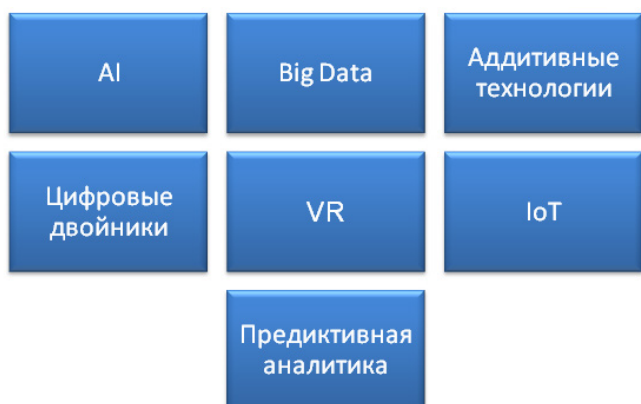 AI
Big Data
Аддитивные
технологии
Цифровые
двойники
VR
IoT
Предиктивная
аналитика